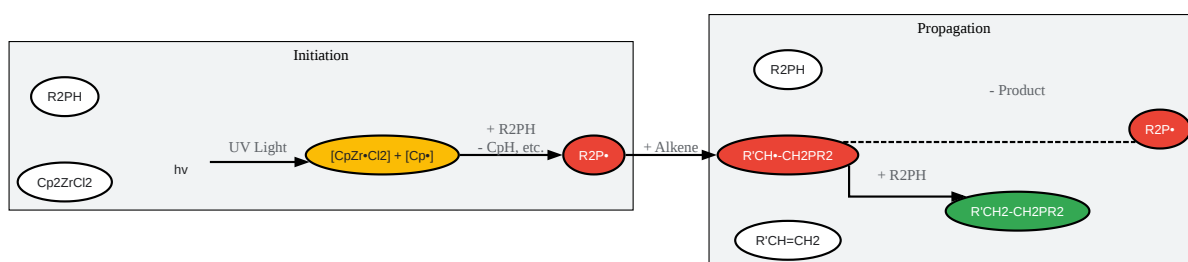 Initiation
R2PH
Cp2ZrCl2
hv
UV Light
[CpZr•Cl2] + [Cp•]
+ R2PH
- CpH, etc.
R2P•
+ Alkene
Propagation
R2PH
R'CH•-CH2PR2
R'CH=CH2
+ R2PH
R'CH2-CH2PR2
- Product
R2P•